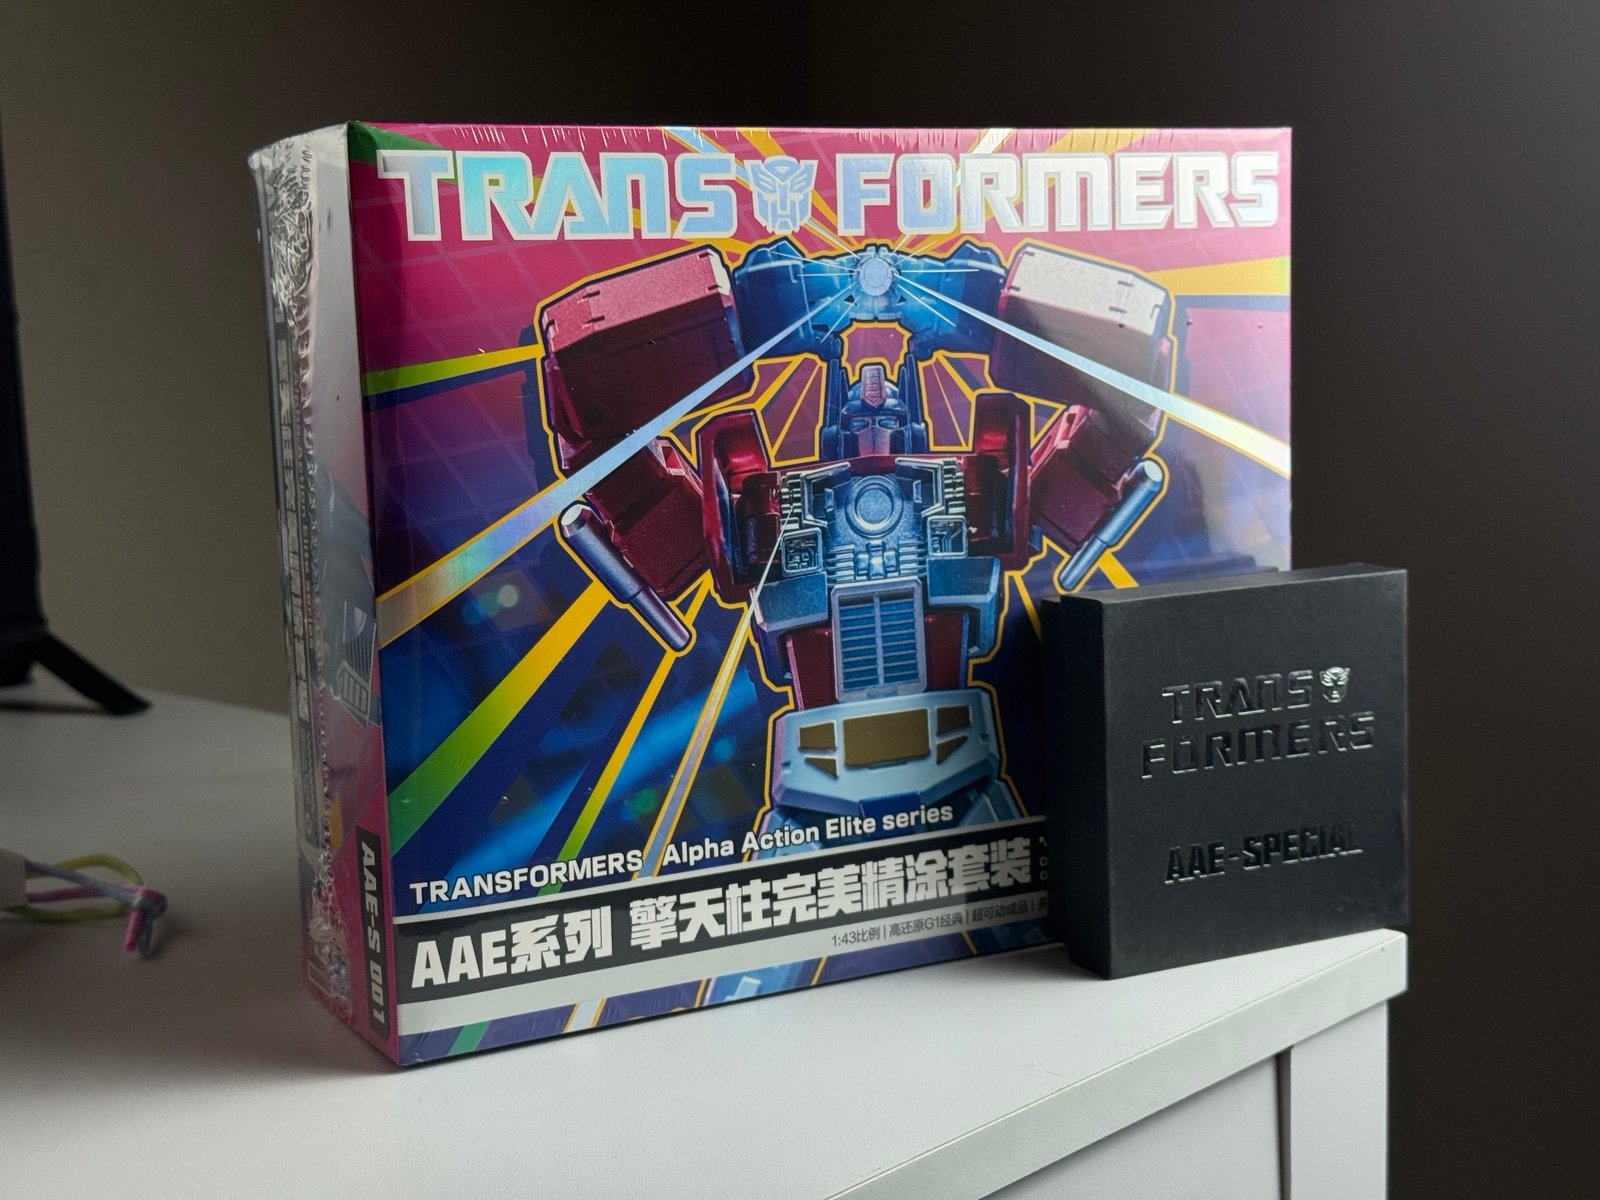 TRANSFORMERS
TRANSFORMERS Alpha Action Elite series
AAE系列 擎天柱完美精涂套装
1:43比例 | 高还原G1经典 | 超可动成品 | 多
AAE-S 001
TRANS
FORMERS
AAE-SPECIAL